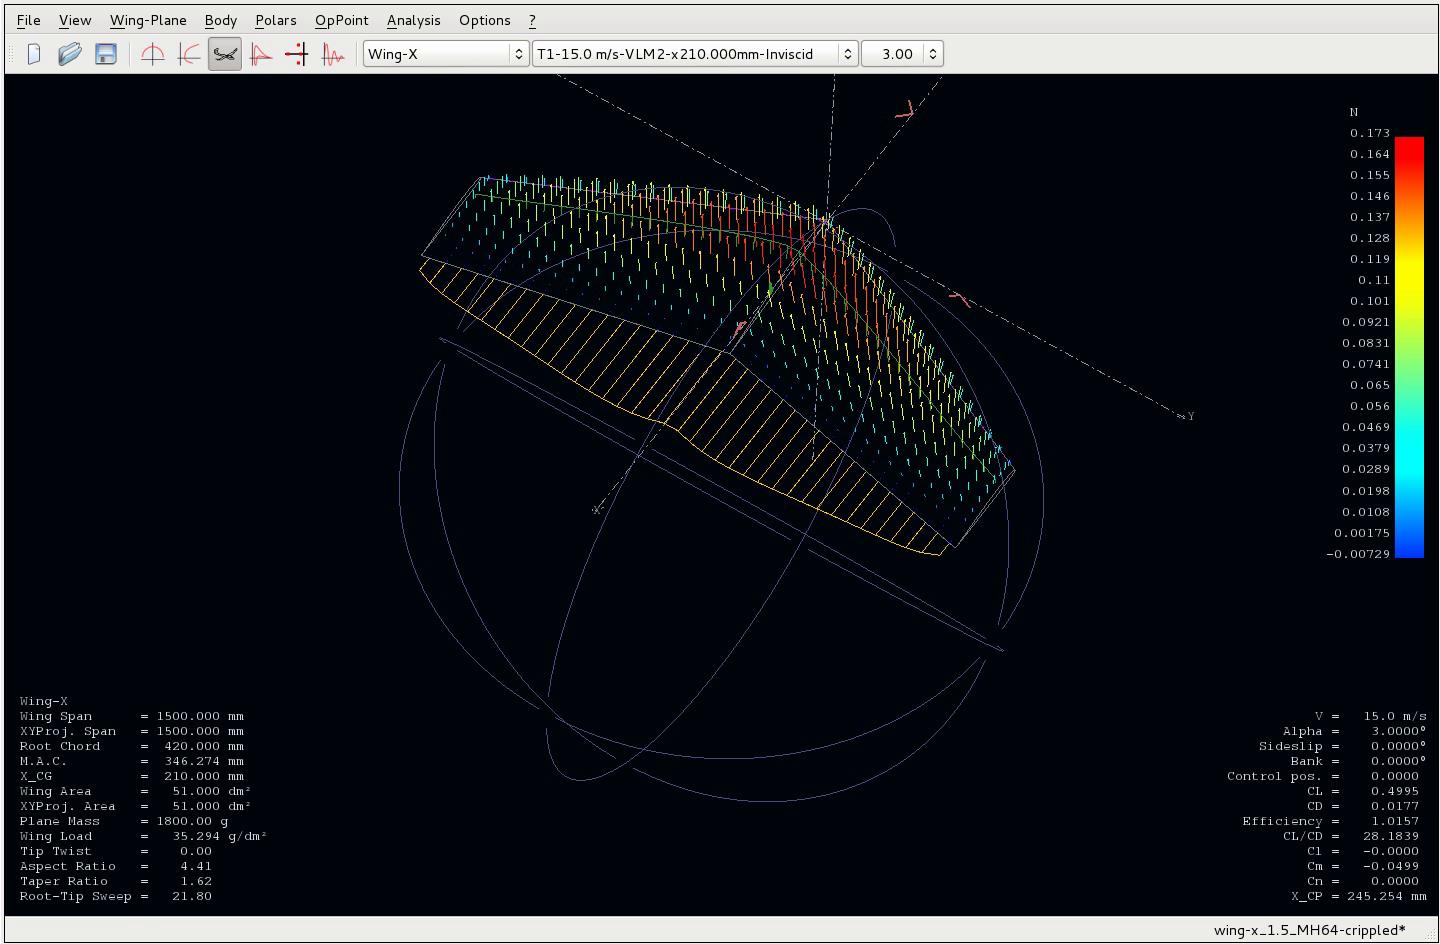 File View Wing-Plane Body Polars OpPoint Analysis Options ?
Wing-X T1-15.0 m/s-VLM2-x210.000mm-Inviscid 3.00
N
0.173
0.164
0.155
0.146
0.137
0.128
0.119
0.11
0.101
0.0921
0.0831
0.0741
0.065
0.056
0.0469
0.0379
0.0289
0.0198
0.0108
0.00175
-0.00729
Y
X
Wing-X
Wing Span = 1500.000 mm
XYProj. Span = 1500.000 mm
Root Chord = 420.000 mm
M.A.C. = 346.274 mm
X_CG = 210.000 mm
Wing Area = 51.000 dm²
XYProj. Area = 51.000 dm²
Plane Mass = 1800.00 g
Wing Load = 35.294 g/dm²
Tip Twist = 0.00
Aspect Ratio = 4.41
Taper Ratio = 1.62
Root-Tip Sweep = 21.80
V = 15.0 m/s
Alpha = 3.0000°
Sideslip = 0.0000°
Bank = 0.0000°
Control pos. = 0.0000
CL = 0.4995
CD = 0.0177
Efficiency = 1.0157
CL/CD = 28.1839
Cl = -0.0000
Cm = -0.0499
Cn = 0.0000
X_CP = 245.254 mm
wing-x_1.5_MH64-crippled*